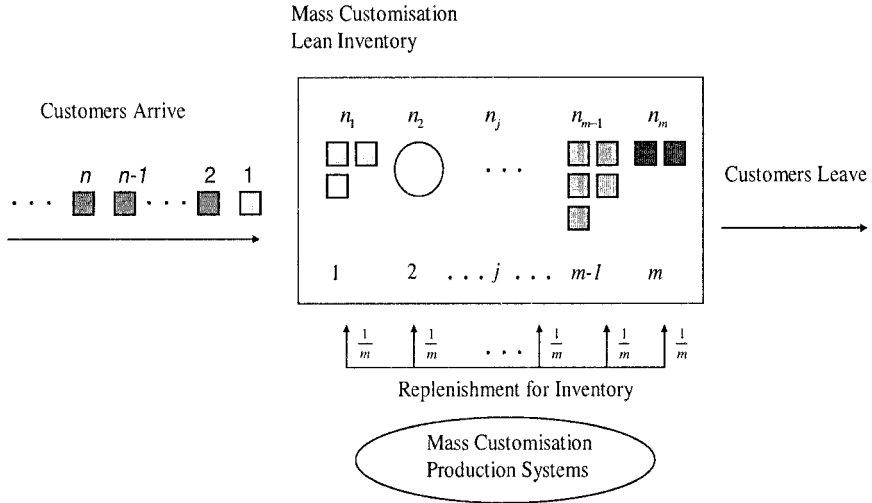 Mass Customisation
Lean Inventory
Customers Arrive
n₁ n₂ nⱼ nₘ₋₁ nₘ
... n n-1 ... 2 1
...
Customers Leave
1 2 ... j ... m-1 m
1/m 1/m ... 1/m 1/m 1/m
Replenishment for Inventory
Mass Customisation
Production Systems